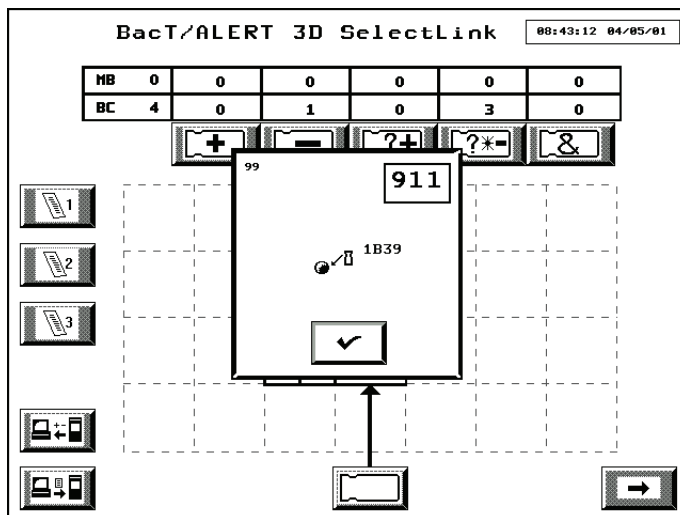 BacT/ALERT 3D SelectLink
08:43:12 04/05/01
MB 0 0 0 0 0 0
BC 4 0 1 0 3 0
+ − ?+ ?*- &
99
911
1
1B39
2
3
+-